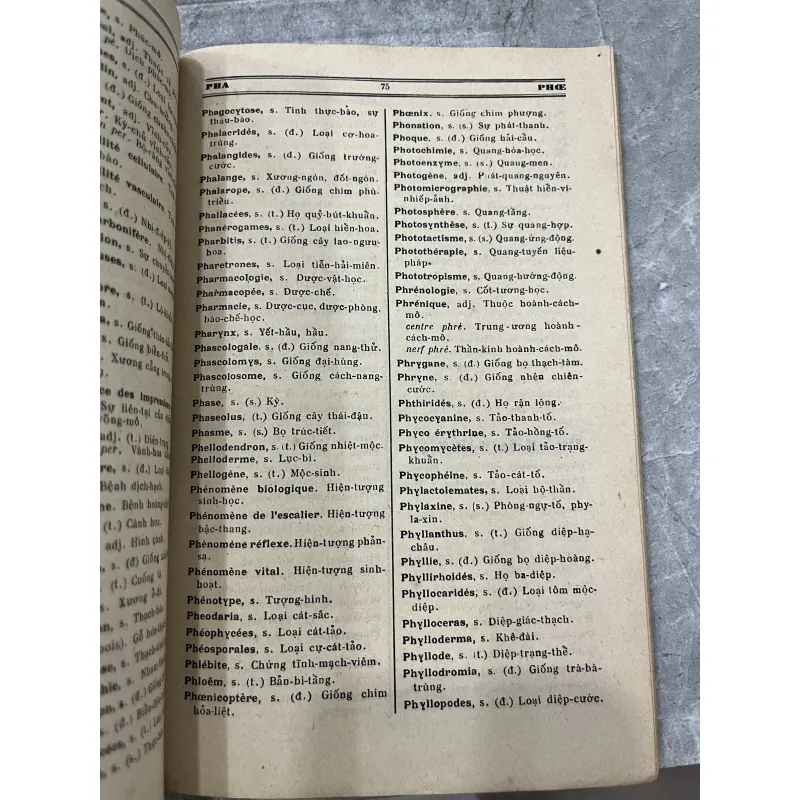 PHA
75
PHŒ
Phagocytose, s. Tính thực-bào, sự
thâu-bào.
Phalacridés, s. (đ.) Loại cơ-hoa-
trùng.
Phalangides, s. (đ.) Giống trường-
cước.
Phalange, s. Xương-ngón, đốt-ngón.
Phalarope, s. (đ.) Giống chim phù-
triều.
Phallacées, s. (t.) Họ quỷ-bút-khuẩn.
Phanérogames, s. (t.) Loại hiển-hoa.
Pharbitis, s. (t.) Giống cây lao-ngưu-
hoa.
Pharetrones, s. Loại tiễn-hải-miên.
Pharmacologie, s. Dược-vật-học.
Pharmacopée, s. Dược-chế.
Pharmacie, s. Dược-cục, dược-phòng,
bào-chế-học.
Pharynx, s. Yết-hầu, hầu.
Phascologale. s. (đ.) Giống nang-thử.
Phascolomys, s. Giống đại-hùng.
Phascolosome, s. Giống cách-nang-
trùng.
Phase, s. (s.) Kỳ.
Phaseolus, (t.) Giống cây thái-đậu.
Phasme, s. (s.) Bọ trúc-tiết.
Phellodendron, s. (t.) Giống nhiệt-mộc.
Phelloderme, s. Lục-bì.
Phellogène, s. (t.) Mộc-sinh.
Phénomène biologique. Hiện-tượng
sinh-học.
Phénomène de l'escalier. Hiện-tượng
bậc-thang.
Phénomène réflexe. Hiện-tượng phản-
sạ.
Phénomène vital. Hiện-tượng sinh-
hoạt.
Phénotype, s. Tượng-hình.
Pheodaria, s. Loại cát-sắc.
Phéophycées, s. Loại cát-tảo.
Phéosporales, s. Loại cự-cát-tảo.
Phlébite, s. Chứng tĩnh-mạch-viêm.
Phloëm, s. (t.) Bản-bì-tầng.
Phœnicoptère, s. (đ.) Giống chim
hỏa-liệt.
Phœnix. s. Giống chim phượng.
Phonation, s. (s.) Sự phát-thanh.
Phoque, s. (đ.) Giống hải-cầu.
Photochimie, s. Quang-hóa-học.
Photoenzyme, s. (s.) Quang-men.
Photogène, adj. Phát-quang-nguyên.
Photomicrographie, s. Thuật hiển-vi-
nhiếp-ảnh.
Photosphère, s. Quang-tầng.
Photosynthèse, s. (t.) Sự quang-hợp.
Phototactisme, s. (s.) Quang-ứng-động.
Photothérapie, s. Quang-tuyến liệu-
pháp.
Phototropisme, s. Quang-hướng-động.
Phrénologie, s. Cốt-tướng-học.
Phrénique, adj. Thuộc hoành-cách-
mô.
centre phré. Trung-ương hoành-
cách-mô.
nerf phré. Thần-kinh hoành-cách-mô.
Phrygane, s. (đ.) Giống bọ thạch-tàm.
Phryne, s. (đ.) Giống nhện chiên-
cước.
Phthiridés, s. (đ.) Họ rận lông.
Phycocyanine, s. Tảo-thanh-tố.
Phyco érythrine, s. Tảo-hồng-tố.
Phycomycètes, s. (t.) Loại tảo-trạng-
khuẩn.
Phycophéine, s. Tảo-cát-tố.
Phylactolemates, s. Loại hộ-thần.
Phylaxine, s. (s.) Phòng-ngự-tố, phy-
la-xin.
Phyllanthus, s. (t.) Giống diệp-hạ-
châu.
Phyllie, s. (đ.) Giống bọ diệp-hoàng.
Phyllirhoidés, s. Họ ba-diệp.
Phyllocaridés, s. (đ.) Loại tôm mộc-
diệp.
Phylloceras, s. Diệp-giác-thạch.
Phylloderma, s. Khê-đài.
Phyllode, s. (t.) Diệp-trạng-thể.
Phyllodromia, s. (đ.) Giống trà-bà-
trùng.
Phyllopodes, s. (đ.) Loại diệp-cước.